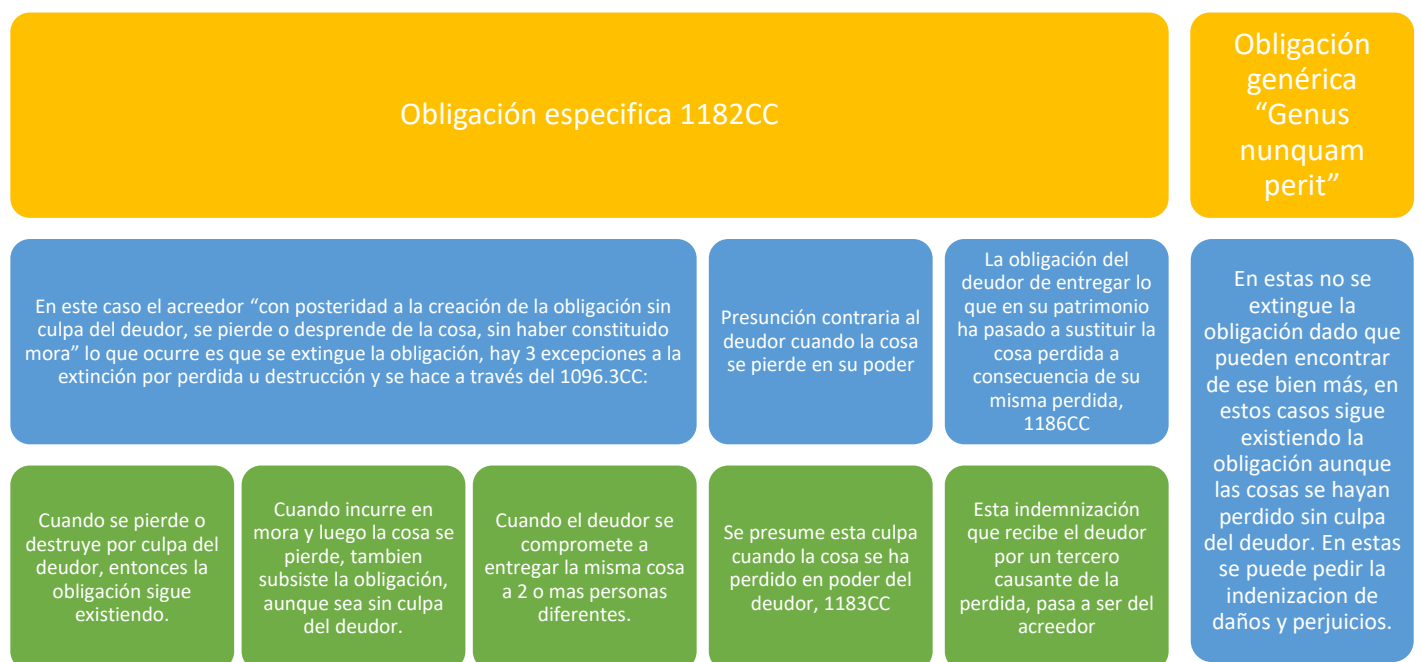 Obligación especifica 1182CC
Obligación
genérica
“Genus
nunquam
perit”
En este caso el acreedor “con posteridad a la creación de la obligación sin
culpa del deudor, se pierde o desprende de la cosa, sin haber constituido
mora” lo que ocurre es que se extingue la obligación, hay 3 excepciones a la
extinción por perdida u destrucción y se hace a través del 1096.3CC:
Presunción contraria al
deudor cuando la cosa
se pierde en su poder
La obligación del
deudor de entregar lo
que en su patrimonio
ha pasado a sustituir la
cosa perdida a
consecuencia de su
misma perdida,
1186CC
En estas no se
extingue la
obligación dado que
pueden encontrar
de ese bien más, en
estos casos sigue
existiendo la
obligación aunque
las cosas se hayan
perdido sin culpa
del deudor. En estas
se puede pedir la
indenizacion de
daños y perjuicios.
Cuando se pierde o
destruye por culpa del
deudor, entonces la
obligación sigue
existiendo.
Cuando incurre en
mora y luego la cosa se
pierde, tambien
subsiste la obligación,
aunque sea sin culpa
del deudor.
Cuando el deudor se
compromete a
entregar la misma cosa
a 2 o mas personas
diferentes.
Se presume esta culpa
cuando la cosa se ha
perdido en poder del
deudor, 1183CC
Esta indemnización
que recibe el deudor
por un tercero
causante de la
perdida, pasa a ser del
acreedor